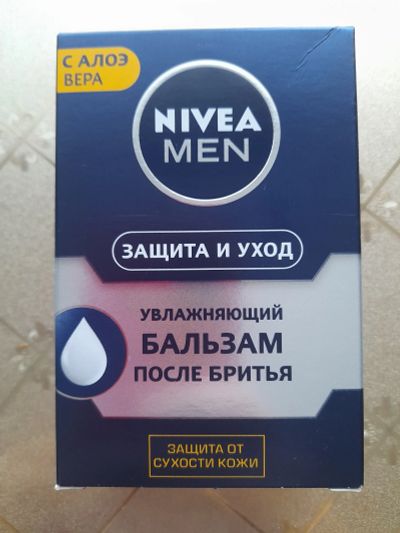 С АЛОЭ
ВЕРА
NIVEA
MEN
ЗАЩИТА И УХОД
УВЛАЖНЯЮЩИЙ
БАЛЬЗАМ
ПОСЛЕ БРИТЬЯ
ЗАЩИТА ОТ
СУХОСТИ КОЖИ